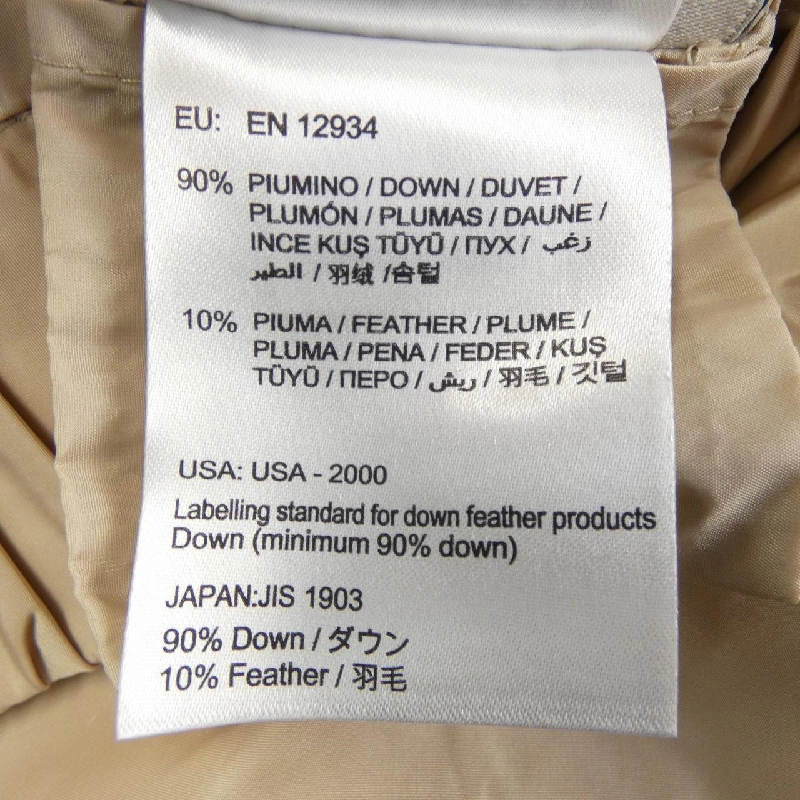 EU: EN 12934
90% PIUMINO / DOWN / DUVET /
PLUMÓN / PLUMAS / DAUNE /
INCE KUŞ TÜYÜ / ПУХ / زغب
الطير / 羽绒 /솜털
10% PIUMA / FEATHER / PLUME /
PLUMA / PENA / FEDER / KUŞ
TÜYÜ / ПЕРО / ريش / 羽毛 / 깃털
USA: USA - 2000
Labelling standard for down feather products
Down (minimum 90% down)
JAPAN:JIS 1903
90% Down / ダウン
10% Feather / 羽毛